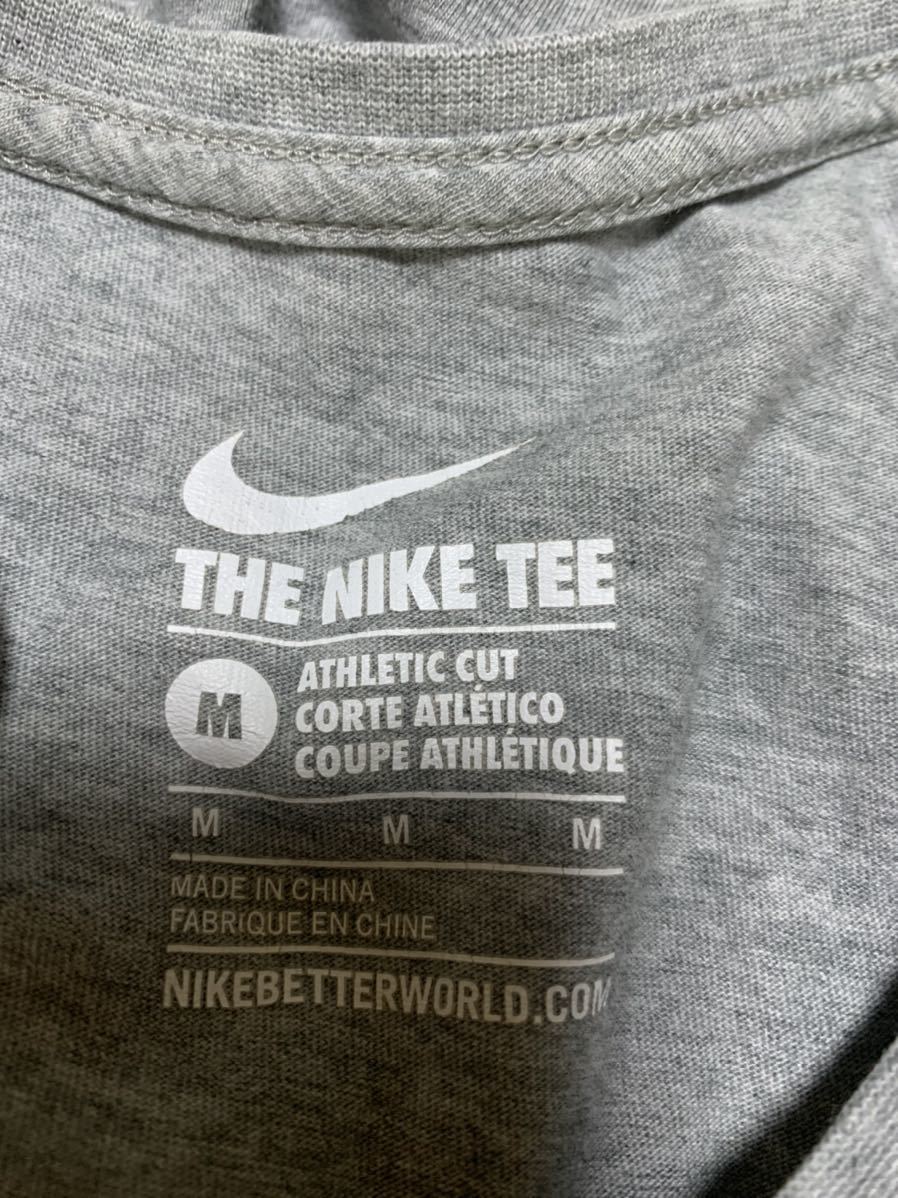 THE NIKE TEE
M
ATHLETIC CUT
CORTE ATLÉTICO
COUPE ATHLÉTIQUE
M M M
MADE IN CHINA
FABRIQUE EN CHINE
NIKEBETTERWORLD.COM